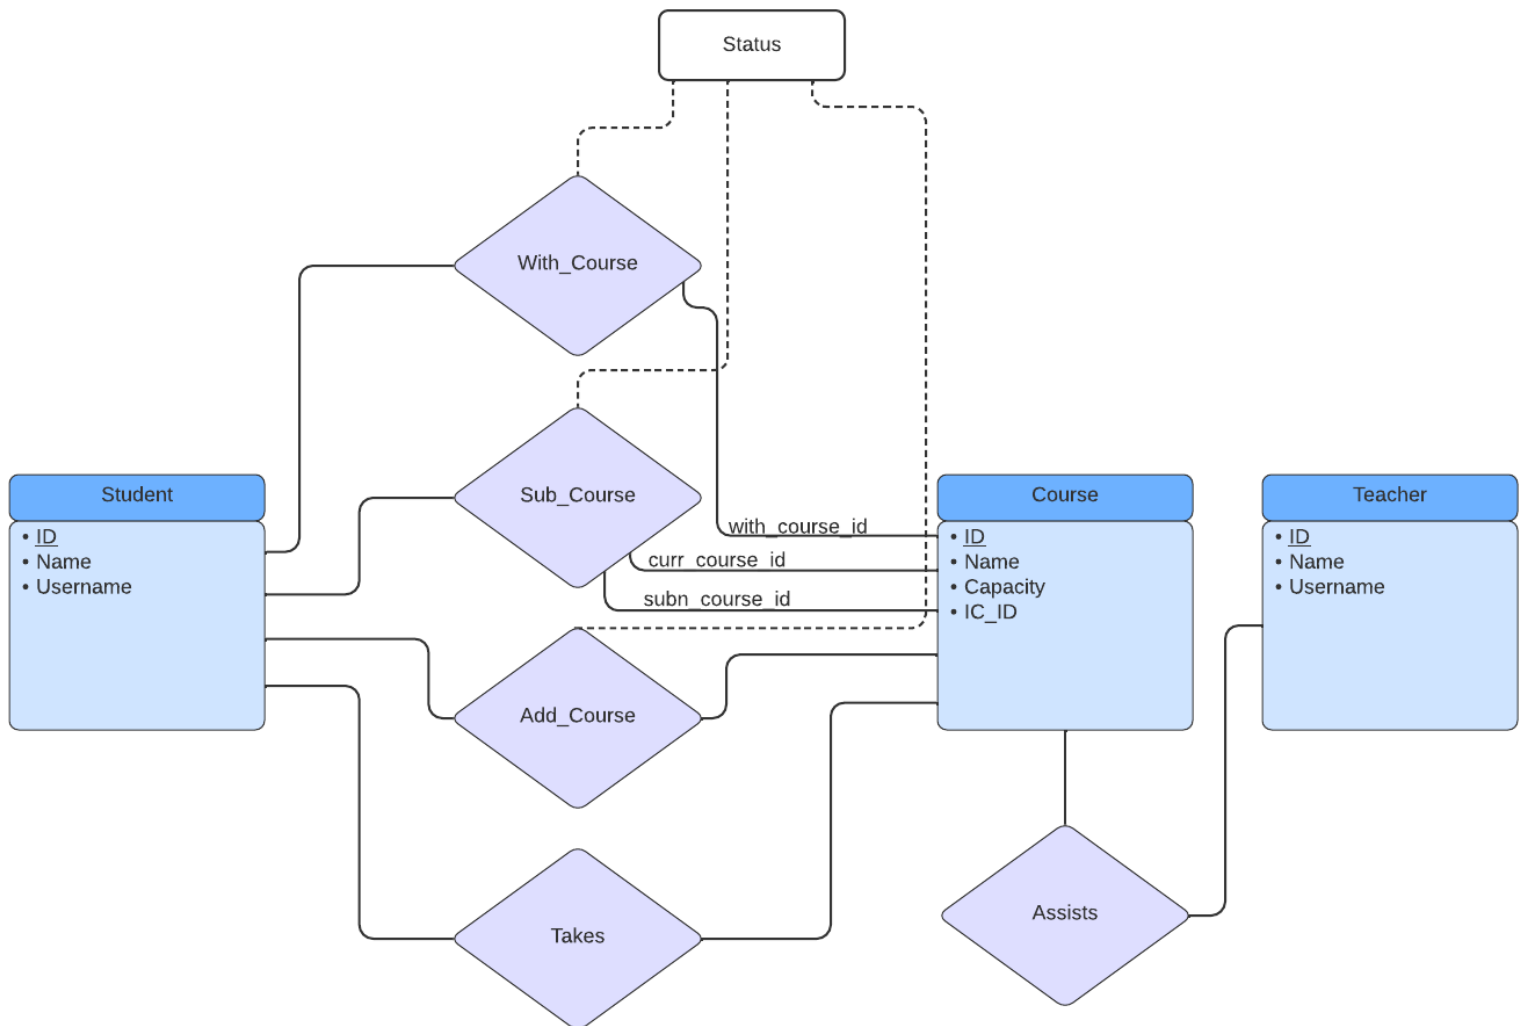 Status
With_Course
Sub_Course
Student
• ID
• Name
• Username
with_course_id
curr_course_id
subn_course_id
Course
• ID
• Name
• Capacity
• IC_ID
Teacher
• ID
• Name
• Username
Add_Course
Takes
Assists